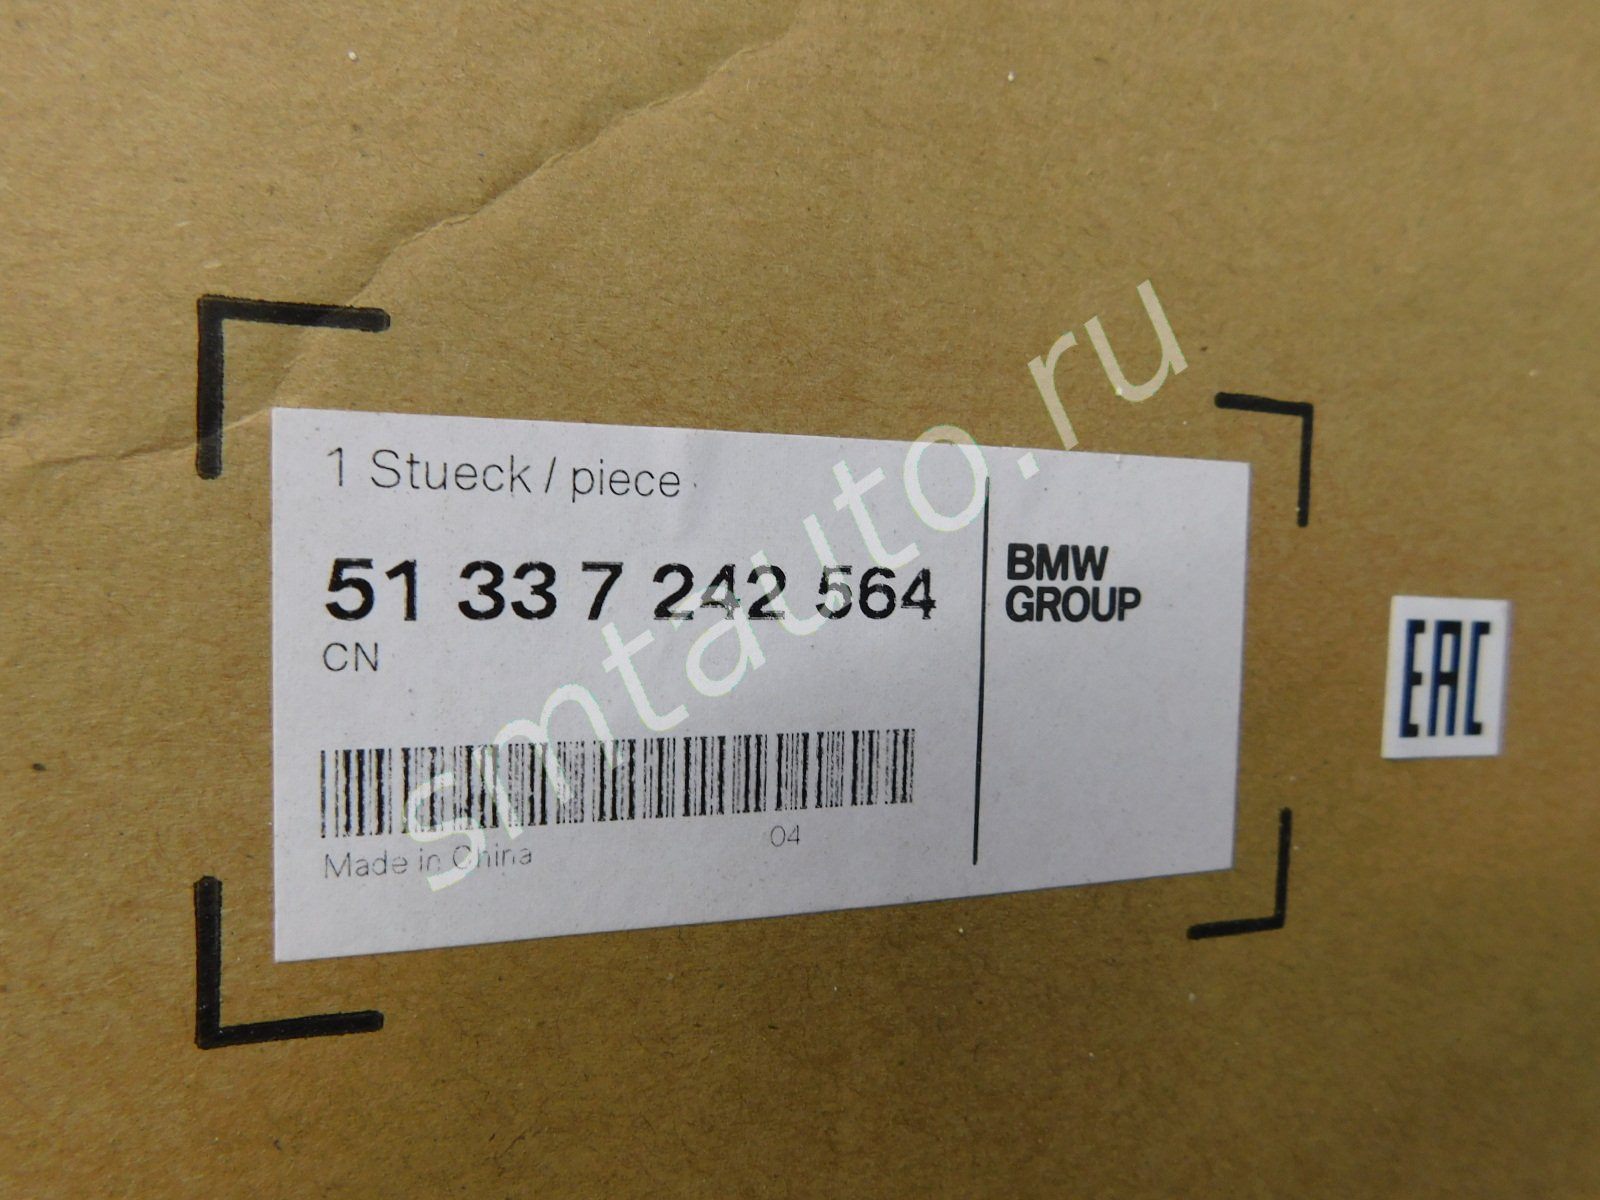 1 Stueck / piece
51 33 7 242 564
CN
BMW
GROUP
EAC
04
Made in China
smtauto.ru